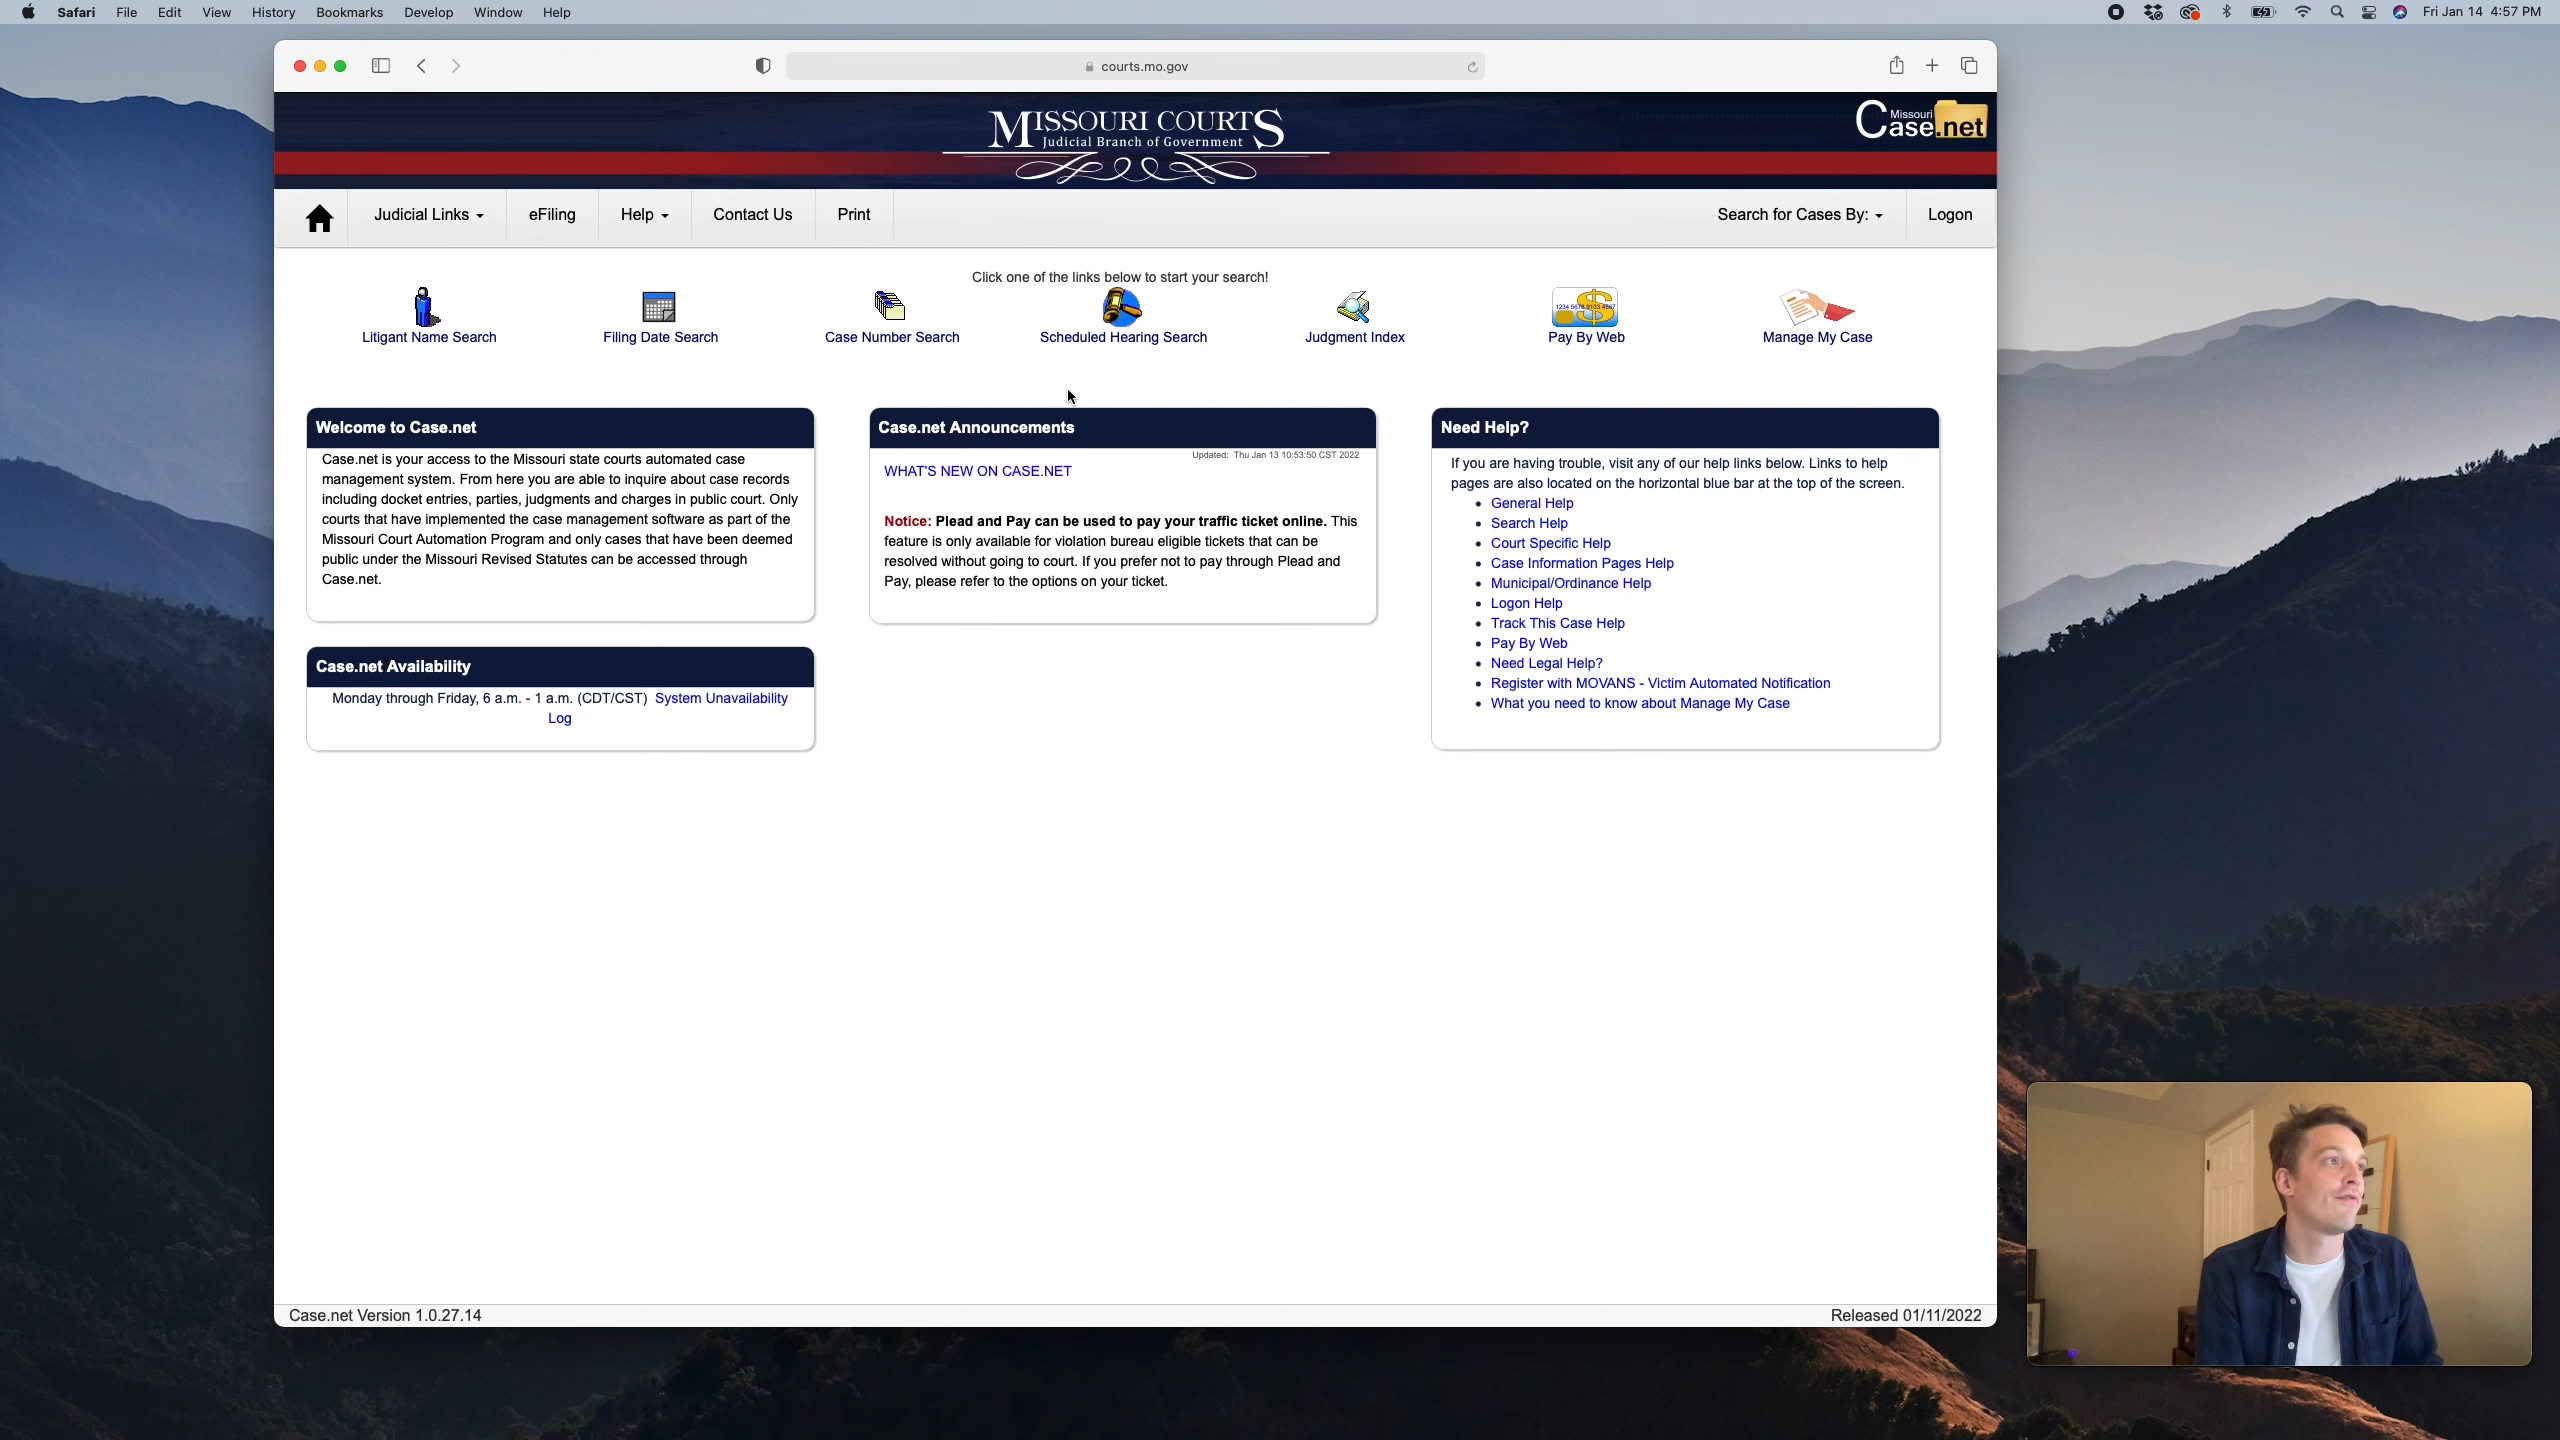 Safari File Edit View History Bookmarks Develop Window Help Fri Jan 14 4:57 PM
courts.mo.gov
MISSOURI COURTS
Judicial Branch of Government
Missouri
Case.net
Judicial Links eFiling Help Contact Us Print Search for Cases By: Logon
Click one of the links below to start your search!
Litigant Name Search Filing Date Search Case Number Search Scheduled Hearing Search Judgment Index Pay By Web Manage My Case
Welcome to Case.net
Case.net is your access to the Missouri state courts automated case
management system. From here you are able to inquire about case records
including docket entries, parties, judgments and charges in public court. Only
courts that have implemented the case management software as part of the
Missouri Court Automation Program and only cases that have been deemed
public under the Missouri Revised Statutes can be accessed through
Case.net.
Case.net Availability
Monday through Friday, 6 a.m. - 1 a.m. (CDT/CST) System Unavailability
Log
Case.net Announcements
Updated: Thu Jan 13 10:53:50 CST 2022
WHAT'S NEW ON CASE.NET
Notice: Plead and Pay can be used to pay your traffic ticket online. This
feature is only available for violation bureau eligible tickets that can be
resolved without going to court. If you prefer not to pay through Plead and
Pay, please refer to the options on your ticket.
Need Help?
If you are having trouble, visit any of our help links below. Links to help
pages are also located on the horizontal blue bar at the top of the screen.
General Help
Search Help
Court Specific Help
Case Information Pages Help
Municipal/Ordinance Help
Logon Help
Track This Case Help
Pay By Web
Need Legal Help?
Register with MOVANS - Victim Automated Notification
What you need to know about Manage My Case
Case.net Version 1.0.27.14 Released 01/11/2022